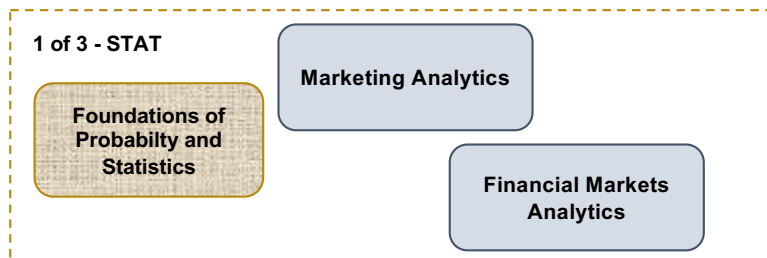 1 of 3 - STAT
Marketing Analytics
Foundations of
Probabilty and
Statistics
Financial Markets
Analytics